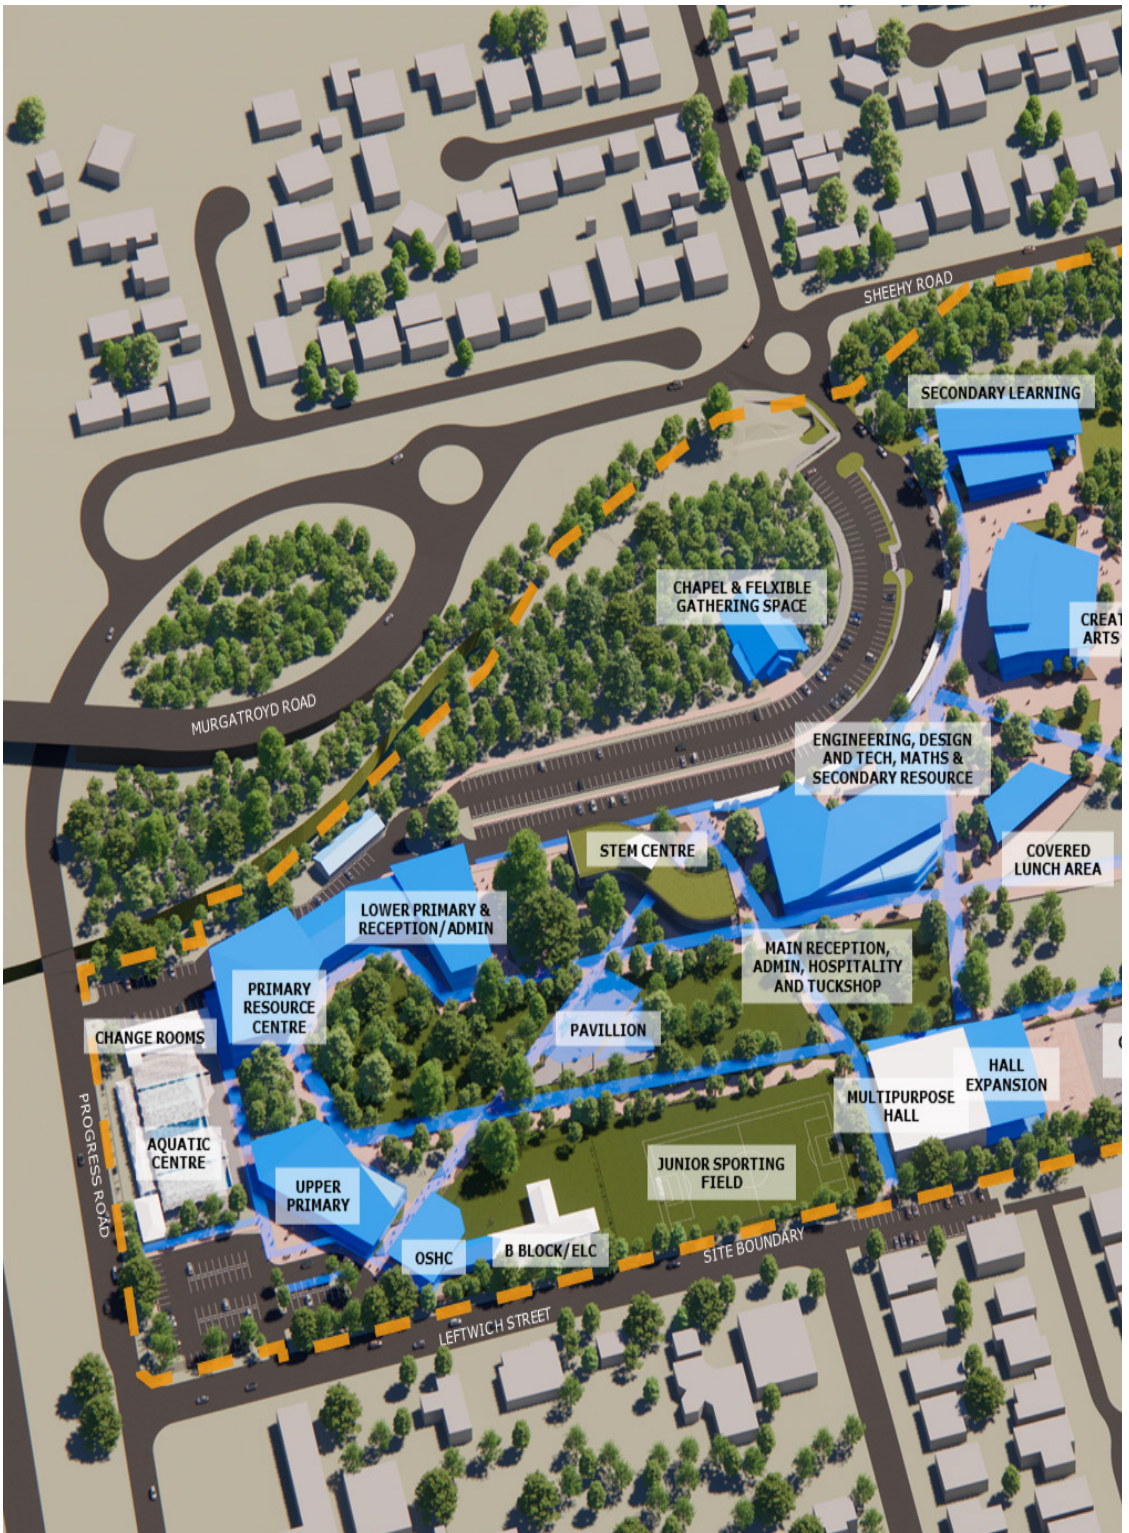 SHEEHY ROAD
SECONDARY LEARNING
CHAPEL & FELXIBLE
GATHERING SPACE
CREAT
ARTS
MURGATROYD ROAD
ENGINEERING, DESIGN
AND TECH, MATHS &
SECONDARY RESOURCE
STEM CENTRE
COVERED
LUNCH AREA
LOWER PRIMARY &
RECEPTION/ADMIN
MAIN RECEPTION,
ADMIN, HOSPITALITY
AND TUCKSHOP
PRIMARY
RESOURCE
CENTRE
PAVILLION
CHANGE ROOMS
HALL
EXPANSION
MULTIPURPOSE
HALL
PROGRESS ROAD
AQUATIC
CENTRE
JUNIOR SPORTING
FIELD
UPPER
PRIMARY
OSHC
B BLOCK/ELC
SITE BOUNDARY
LEFTWICH STREET